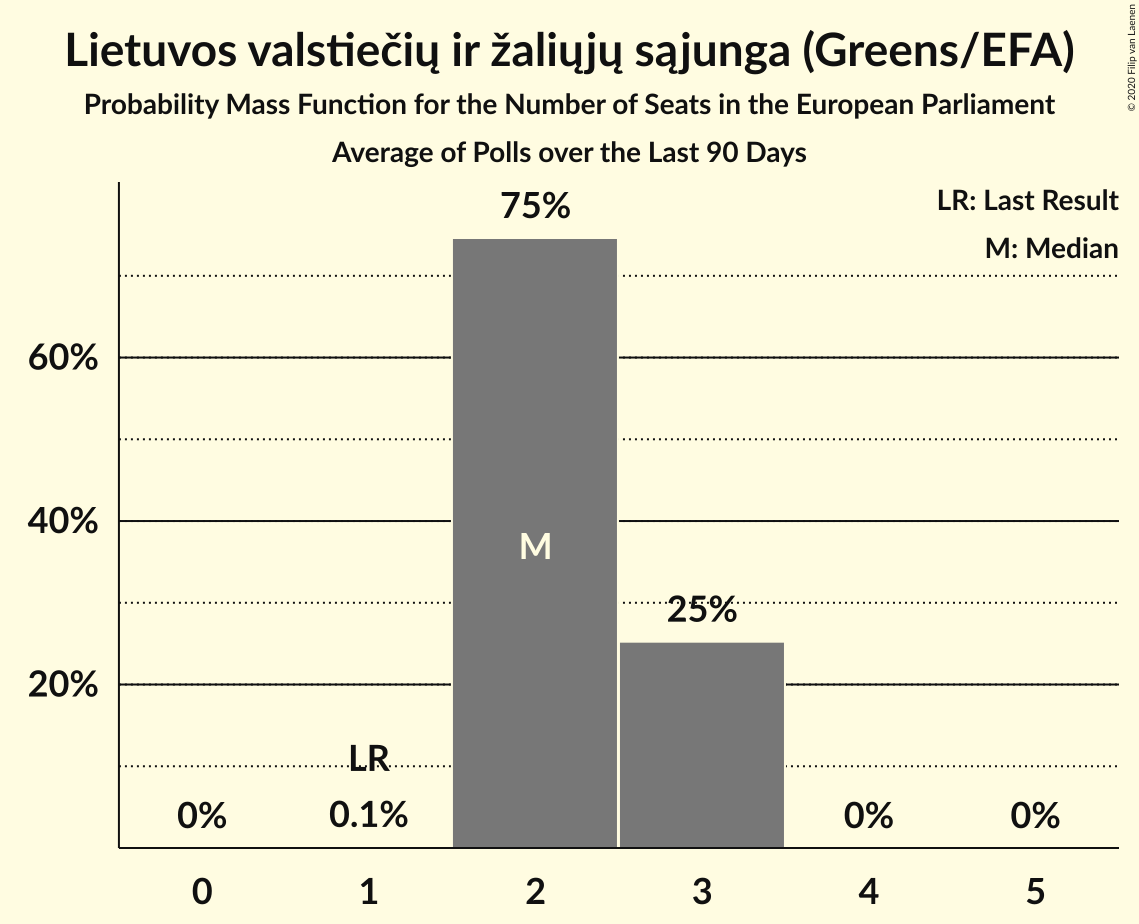 Lietuvos valstiečių ir žaliųjų sąjunga (Greens/EFA)
Probability Mass Function for the Number of Seats in the European Parliament
Average of Polls over the Last 90 Days
© 2020 Filip van Laenen
LR: Last Result
M: Median
75%
60%
40%
M
25%
20%
LR
0%
0.1%
0%
0%
0
1
2
3
4
5